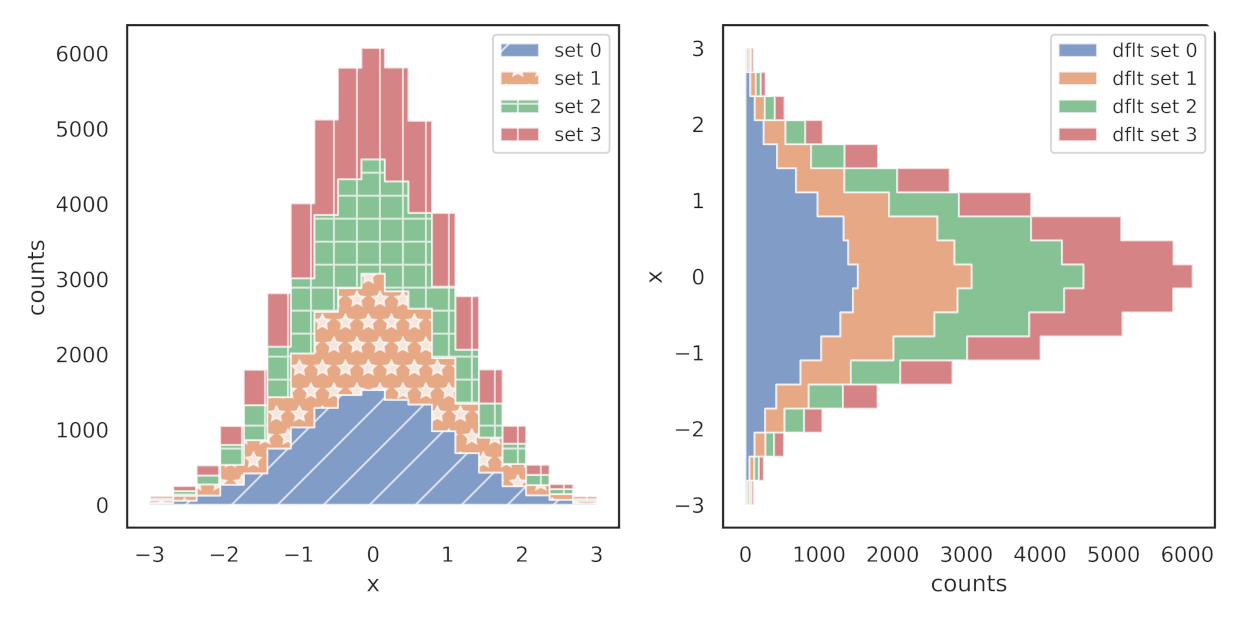 6000
5000
4000
3000
2000
1000
0
counts
−3 −2 −1 0 1 2 3
x
set 0
set 1
set 2
set 3
3
2
1
0
−1
−2
−3
x
0 1000 2000 3000 4000 5000 6000
counts
dflt set 0
dflt set 1
dflt set 2
dflt set 3